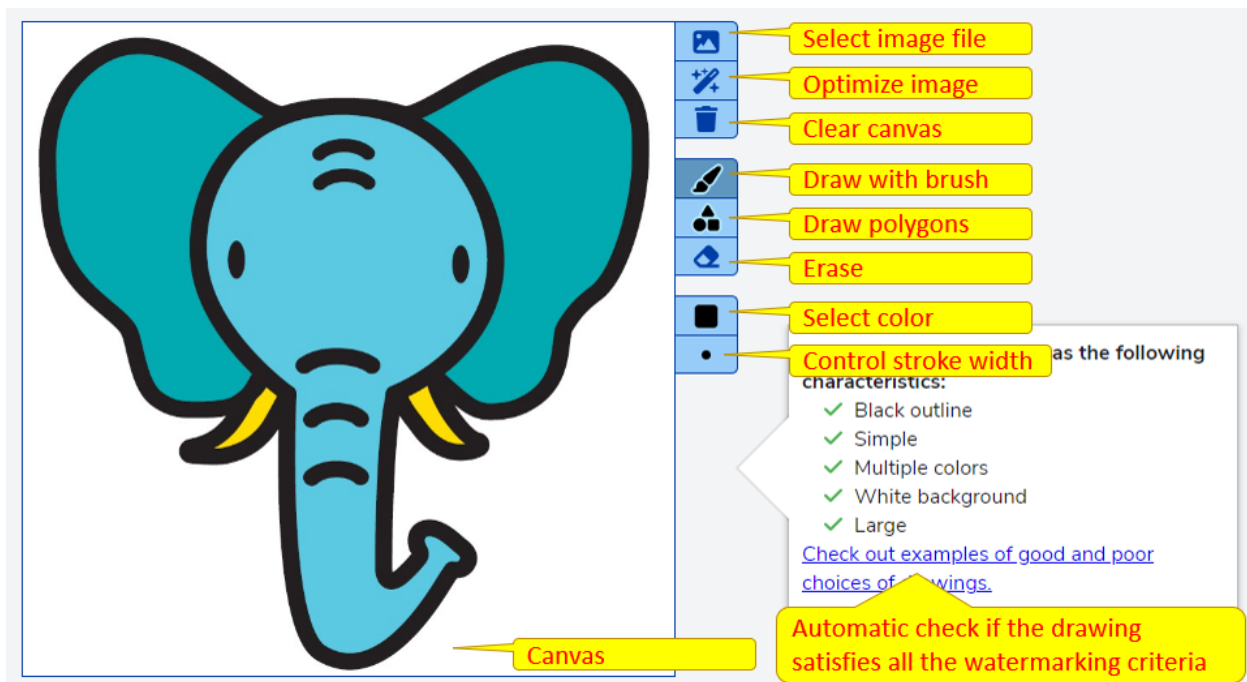 Select image file
Optimize image
Clear canvas
Draw with brush
Draw polygons
Erase
Select color
Control stroke width
as the following
characteristics:
Black outline
Simple
Multiple colors
White background
Large
Check out examples of good and poor
choices of wings.
Automatic check if the drawing
satisfies all the watermarking criteria
Canvas